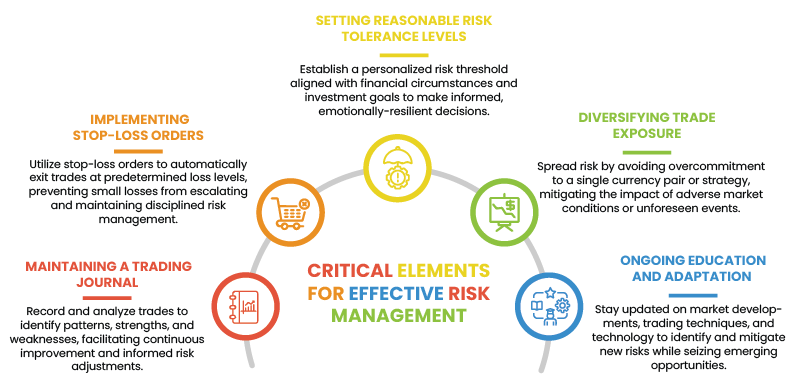 SETTING REASONABLE RISK
TOLERANCE LEVELS
Establish a personalized risk threshold
aligned with financial circumstances and
investment goals to make informed,
emotionally-resilient decisions.
IMPLEMENTING
STOP-LOSS ORDERS
Utilize stop-loss orders to automatically
exit trades at predetermined loss levels,
preventing small losses from escalating
and maintaining disciplined risk
management.
DIVERSIFYING TRADE
EXPOSURE
Spread risk by avoiding overcommitment
to a single currency pair or strategy,
mitigating the impact of adverse market
conditions or unforeseen events.
MAINTAINING A TRADING
JOURNAL
Record and analyze trades to
identify patterns, strengths, and
weaknesses, facilitating continuous
improvement and informed risk
adjustments.
CRITICAL ELEMENTS
FOR EFFECTIVE RISK
MANAGEMENT
ONGOING EDUCATION
AND ADAPTATION
Stay updated on market develop-
ments, trading techniques, and
technology to identify and mitigate
new risks while seizing emerging
opportunities.